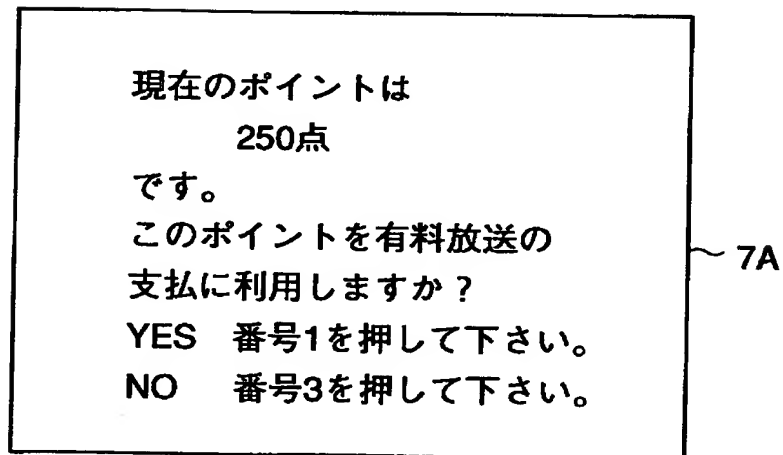 現在のポイントは
250点
です。
このポイントを有料放送の
支払に利用しますか?
YES 番号1を押して下さい。
NO 番号3を押して下さい。
7A